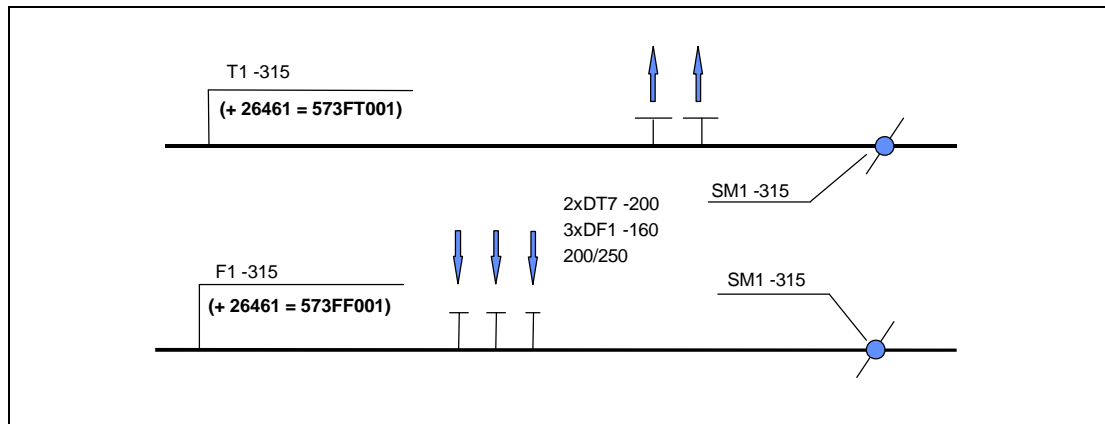 T1 -315
(+ 26461 = 573FT001)
SM1 -315
2xDT7 -200
3xDF1 -160
200/250
F1 -315
(+ 26461 = 573FF001)
SM1 -315